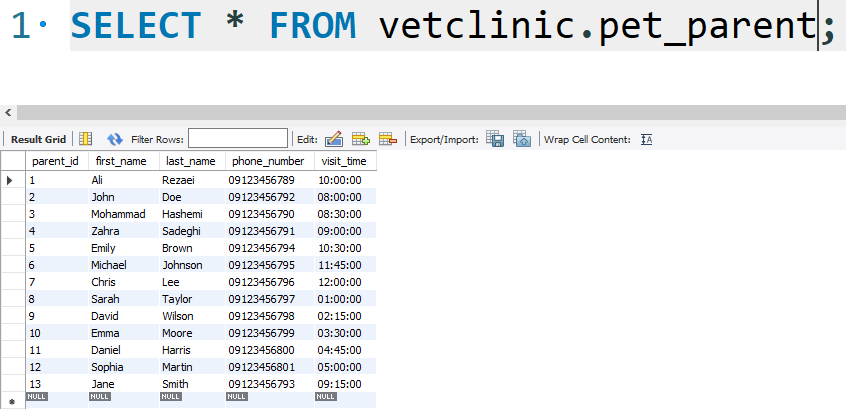 1 SELECT * FROM vetclinic.pet_parent;
Result Grid Filter Rows: Edit: Export/Import: Wrap Cell Content: IA
parent_id first_name last_name phone_number visit_time
1 Ali Rezaei 09123456789 10:00:00
2 John Doe 09123456792 08:00:00
3 Mohammad Hashemi 09123456790 08:30:00
4 Zahra Sadeghi 09123456791 09:00:00
5 Emily Brown 09123456794 10:30:00
6 Michael Johnson 09123456795 11:45:00
7 Chris Lee 09123456796 12:00:00
8 Sarah Taylor 09123456797 01:00:00
9 David Wilson 09123456798 02:15:00
10 Emma Moore 09123456799 03:30:00
11 Daniel Harris 09123456800 04:45:00
12 Sophia Martin 09123456801 05:00:00
13 Jane Smith 09123456793 09:15:00
NULL NULL NULL NULL NULL